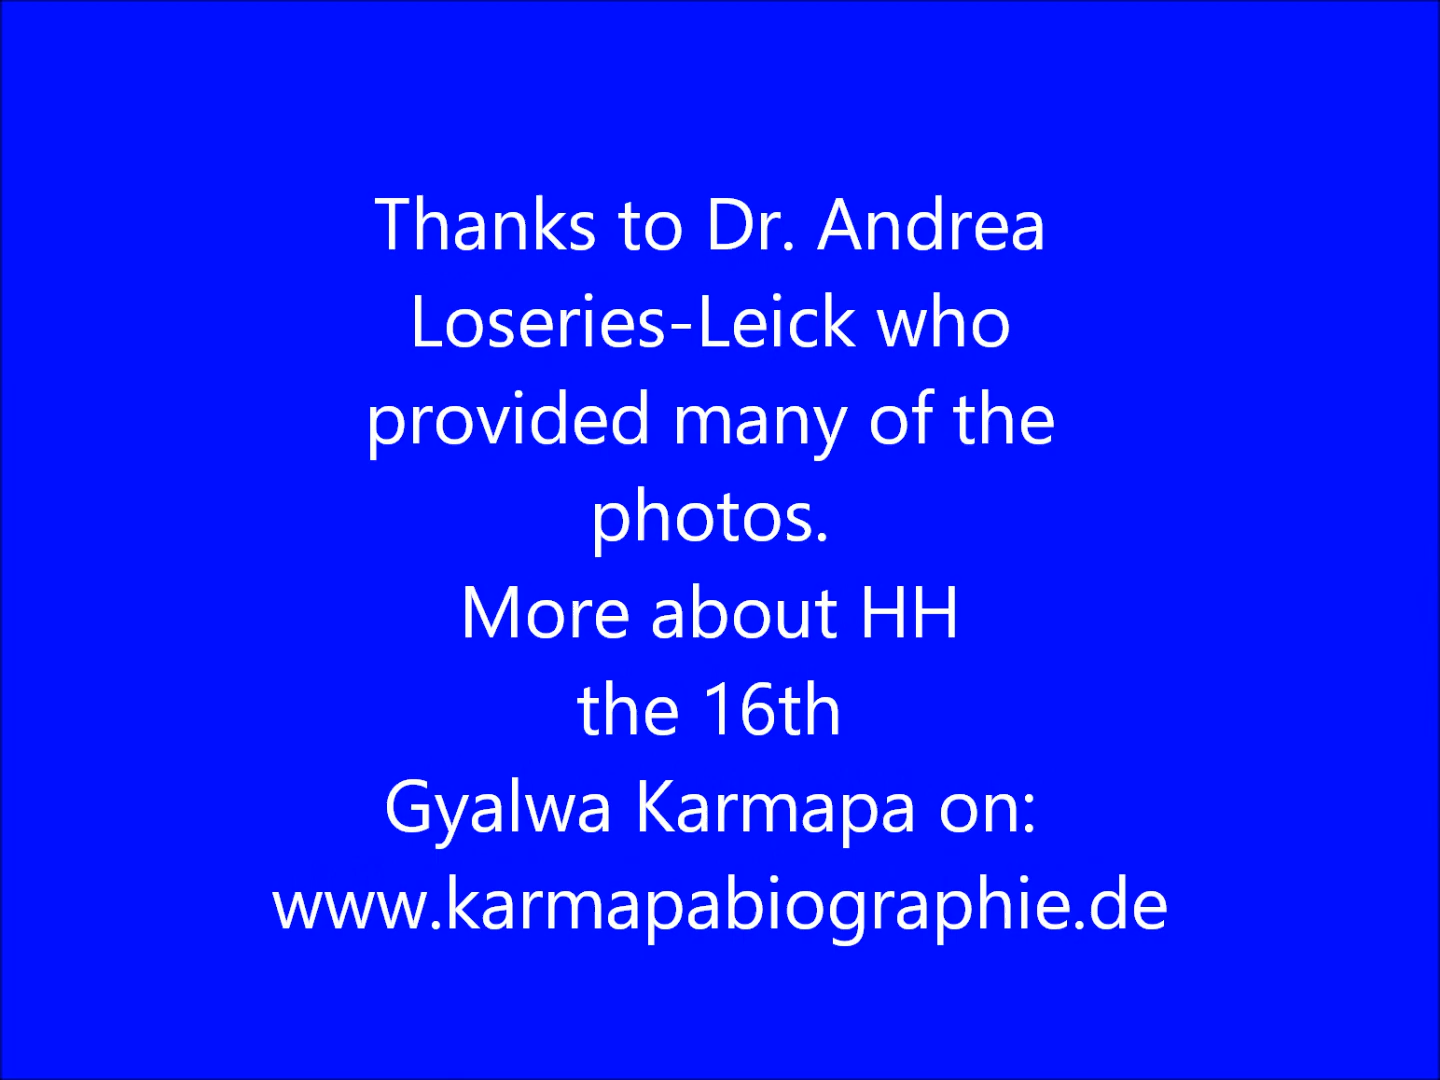 Thanks to Dr. Andrea
Loseries-Leick who
provided many of the
photos.
More about HH
the 16th
Gyalwa Karmapa on:
www.karmapabiographie.de